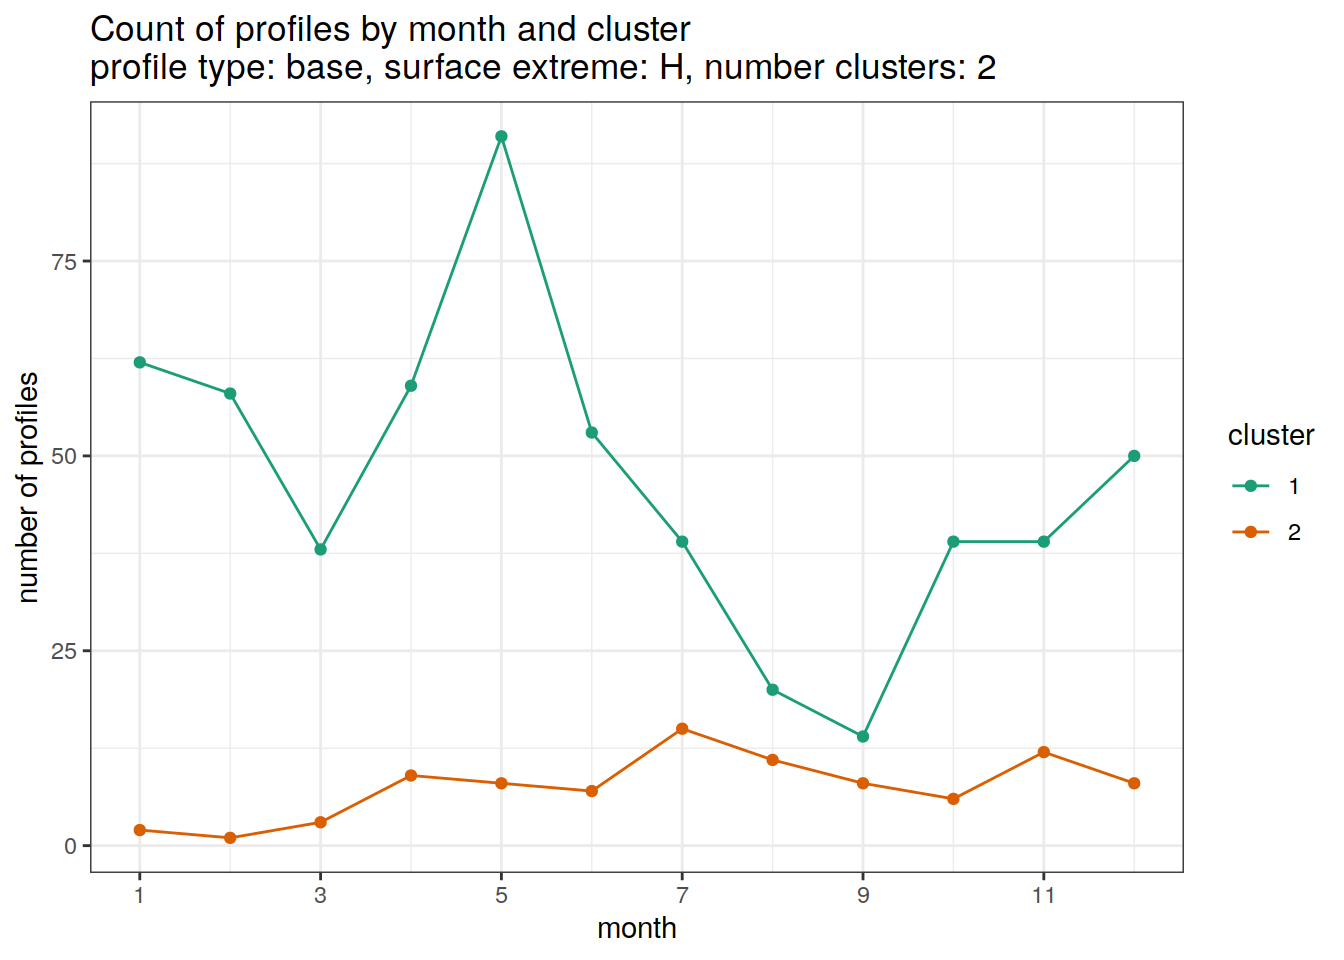 Count of profiles by month and cluster
profile type: base, surface extreme: H, number clusters: 2
75
50
25
0
number of profiles
1 3 5 7 9 11
month
cluster
1
2